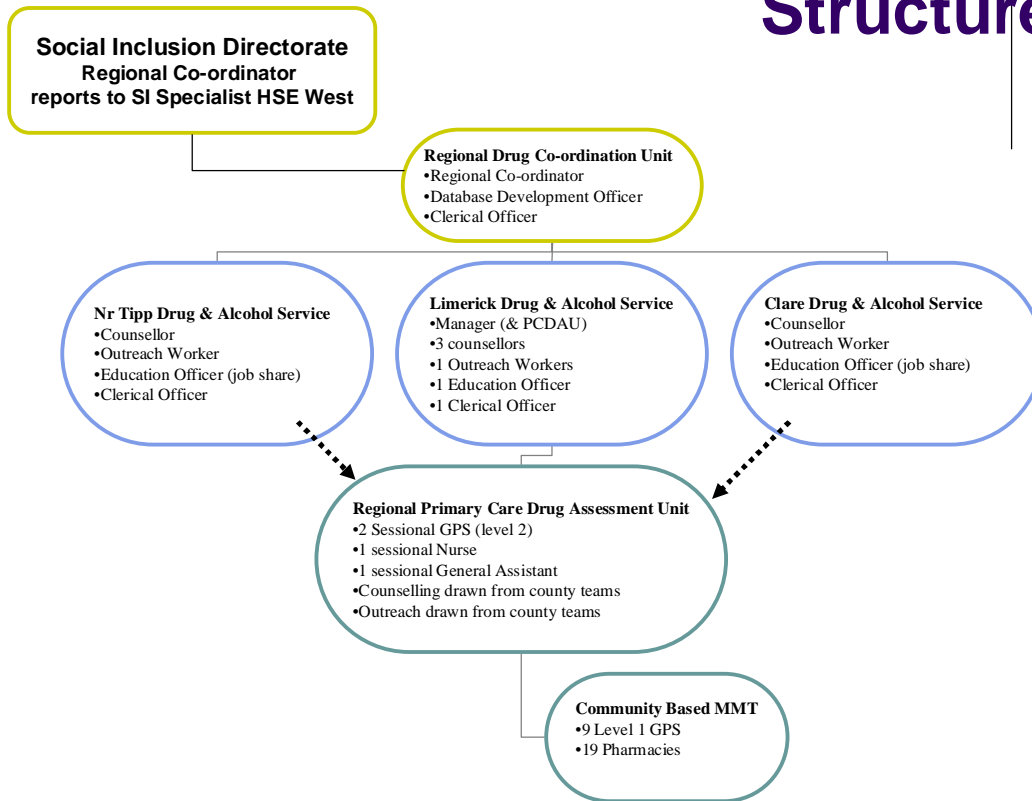 Structure
Social Inclusion Directorate
Regional Co-ordinator
reports to SI Specialist HSE West
Regional Drug Co-ordination Unit
•Regional Co-ordinator
•Database Development Officer
•Clerical Officer
Nr Tipp Drug & Alcohol Service
•Counsellor
•Outreach Worker
•Education Officer (job share)
•Clerical Officer
Limerick Drug & Alcohol Service
•Manager (& PCDAU)
•3 counsellors
•1 Outreach Workers
•1 Education Officer
•1 Clerical Officer
Clare Drug & Alcohol Service
•Counsellor
•Outreach Worker
•Education Officer (job share)
•Clerical Officer
Regional Primary Care Drug Assessment Unit
•2 Sessional GPS (level 2)
•1 sessional Nurse
•1 sessional General Assistant
•Counselling drawn from county teams
•Outreach drawn from county teams
Community Based MMT
•9 Level 1 GPS
•19 Pharmacies